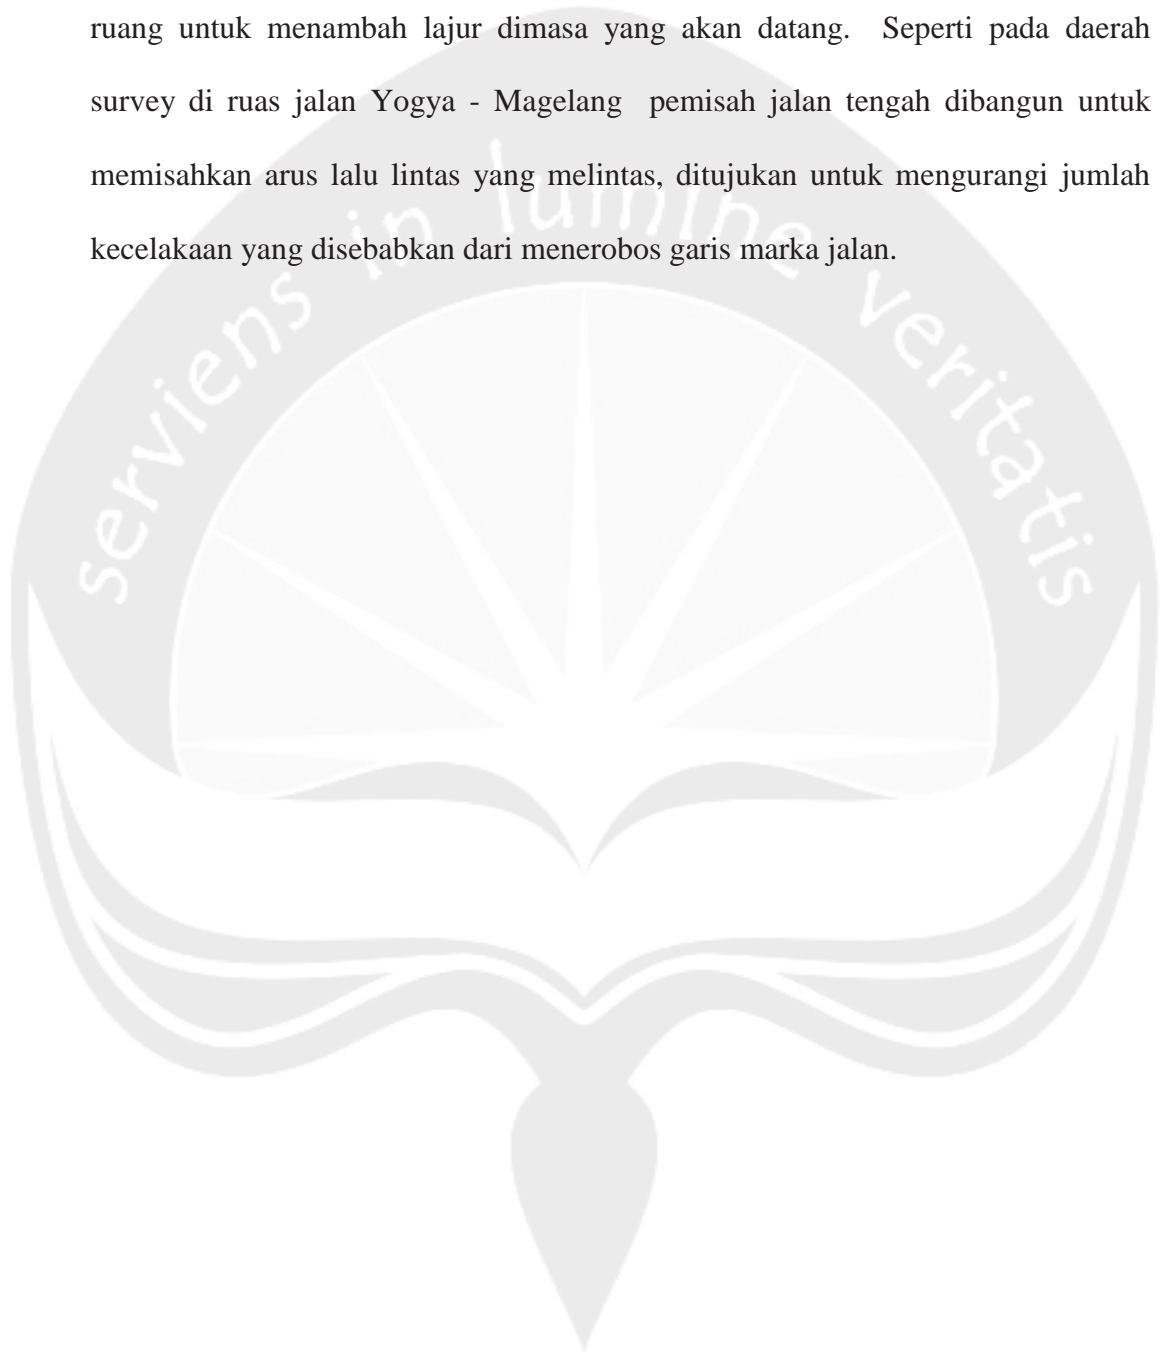 ruang untuk menambah lajur dimasa yang akan datang.  Seperti pada daerah
survey di ruas jalan Yogya - Magelang  pemisah jalan tengah dibangun untuk
memisahkan arus lalu lintas yang melintas, ditujukan untuk mengurangi jumlah
kecelakaan yang disebabkan dari menerobos garis marka jalan.
serviens in lumine veritatis